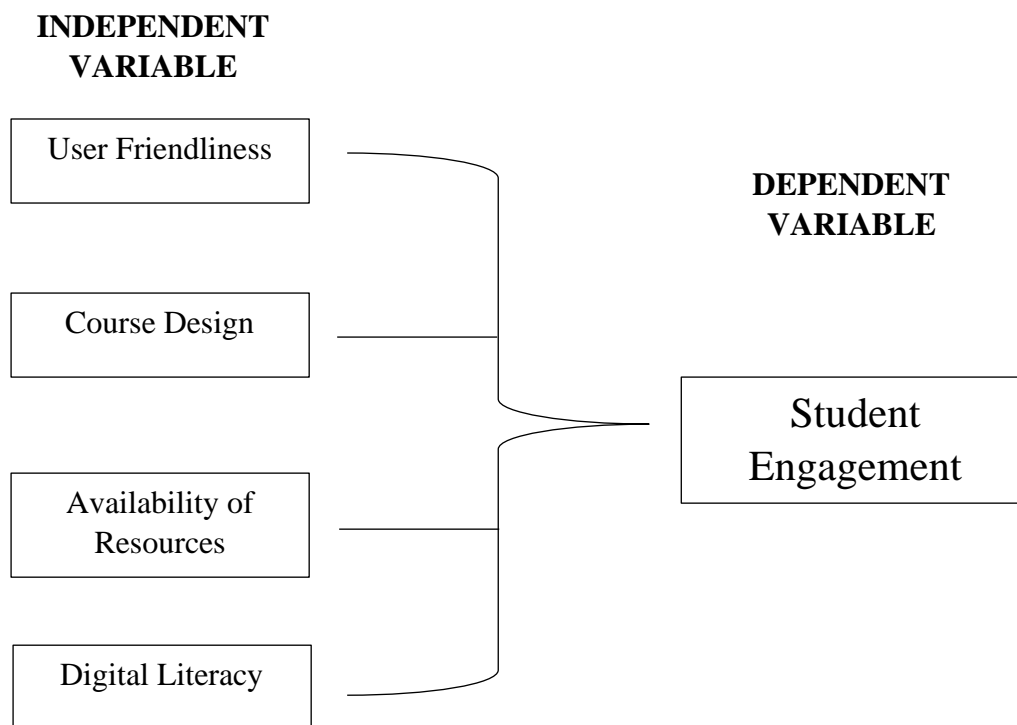 INDEPENDENT
VARIABLE
User Friendliness
Course Design
Availability of
Resources
Digital Literacy
DEPENDENT
VARIABLE
Student
Engagement